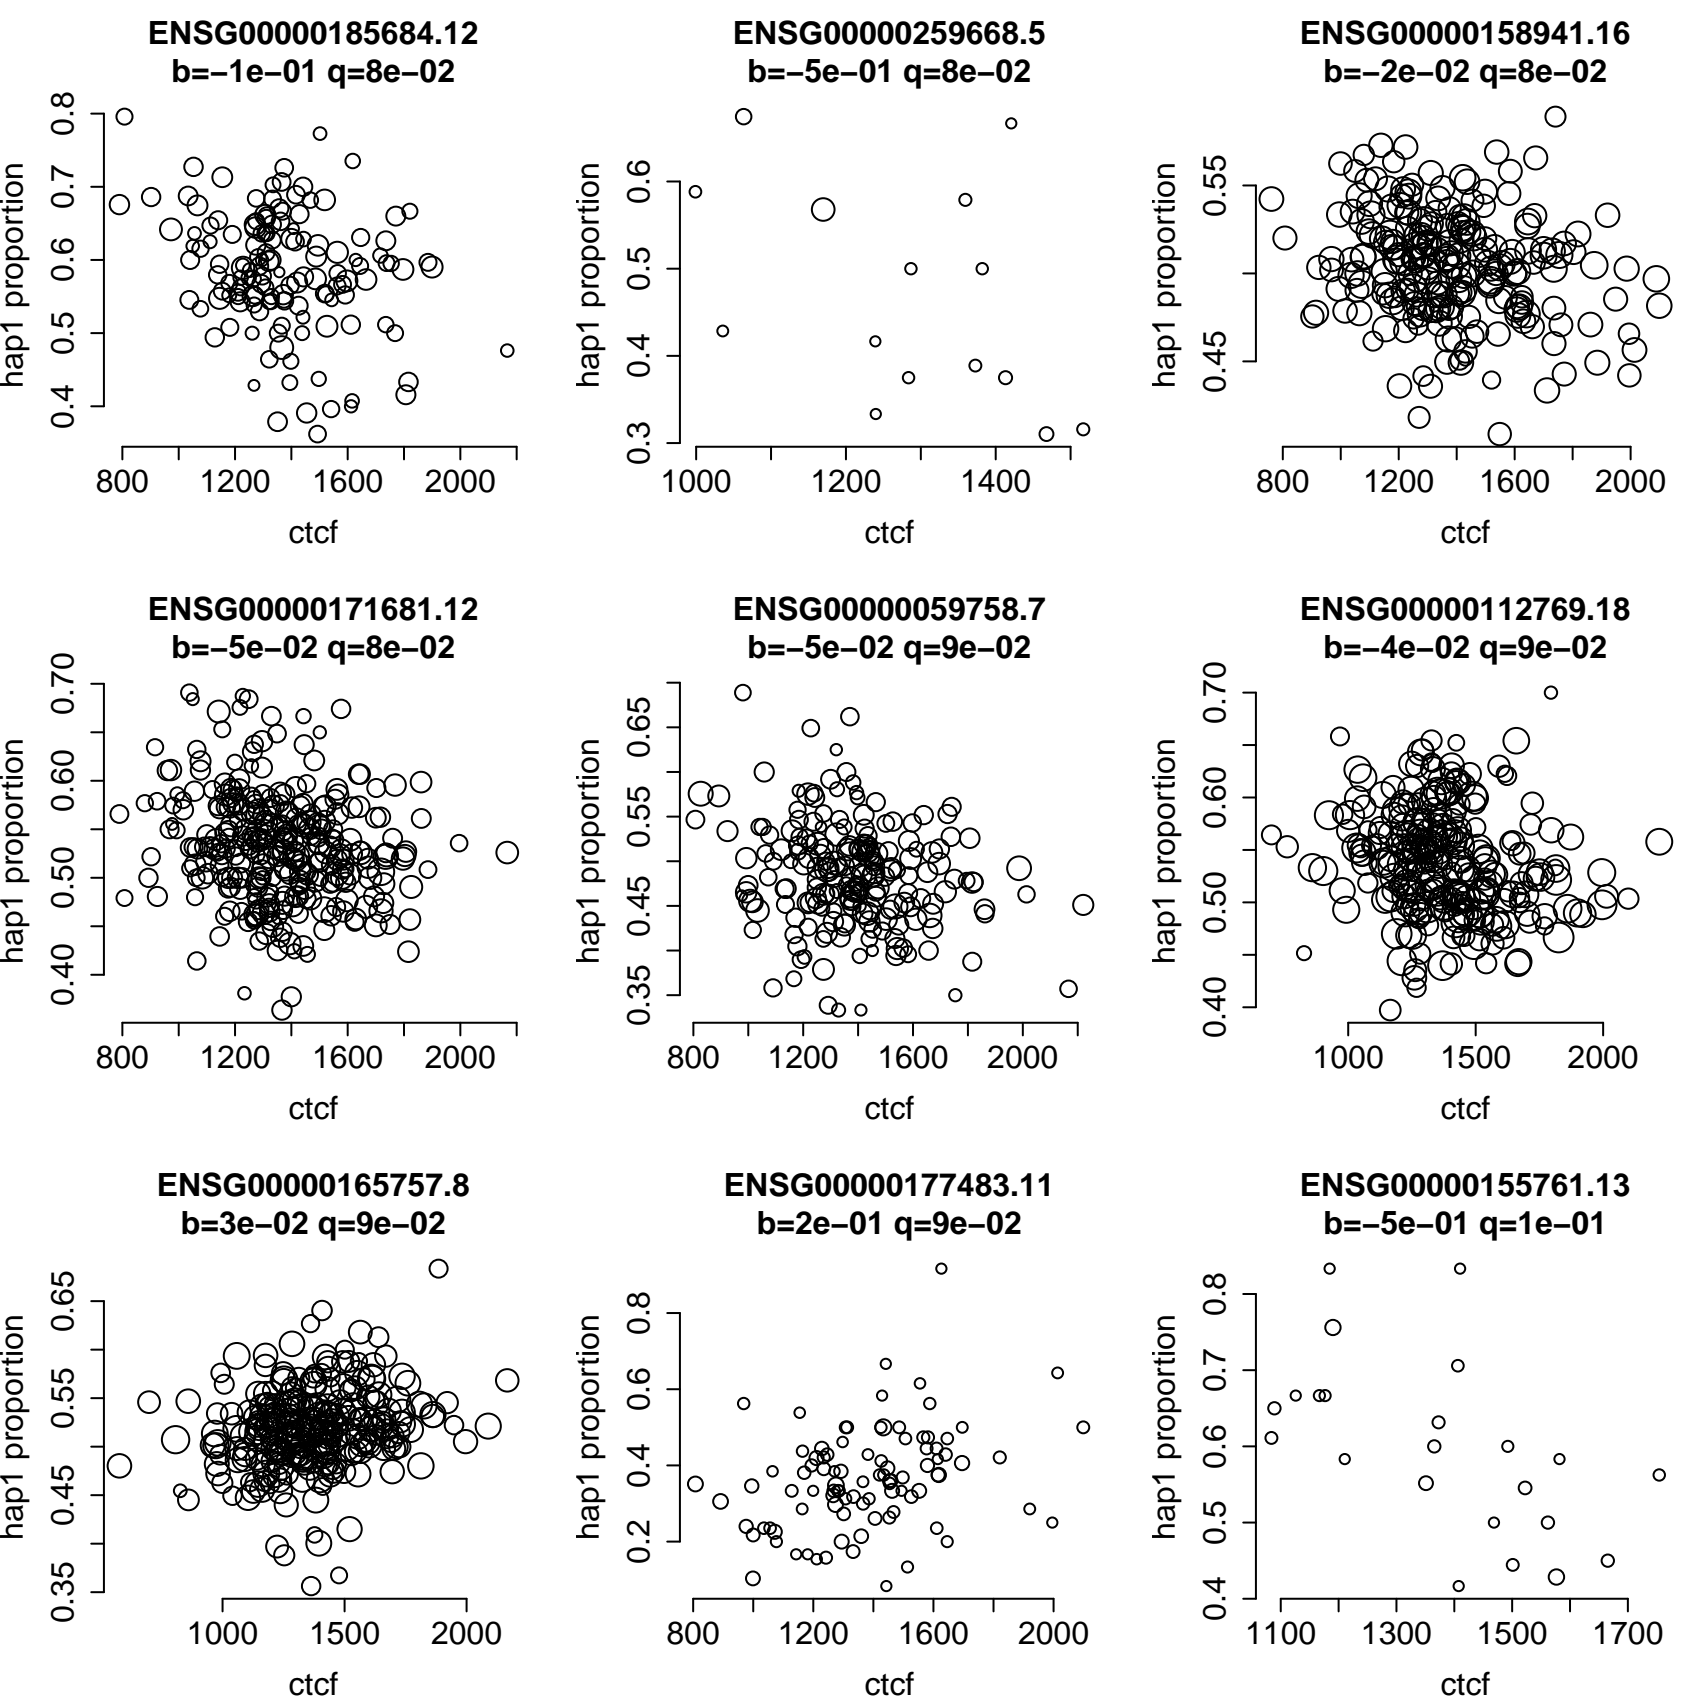 ENSG00000185684.12
b=−1e−01 q=8e−02
hap1 proportion
0.4 0.5 0.6 0.7 0.8
800 1200 1600 2000
ctcf
ENSG00000259668.5
b=−5e−01 q=8e−02
hap1 proportion
0.3 0.4 0.5 0.6
1000 1200 1400
ctcf
ENSG00000158941.16
b=−2e−02 q=8e−02
hap1 proportion
0.45 0.55
800 1200 1600 2000
ctcf
ENSG00000171681.12
b=−5e−02 q=8e−02
hap1 proportion
0.40 0.50 0.60 0.70
800 1200 1600 2000
ctcf
ENSG00000059758.7
b=−5e−02 q=9e−02
hap1 proportion
0.35 0.45 0.55 0.65
800 1200 1600 2000
ctcf
ENSG00000112769.18
b=−4e−02 q=9e−02
hap1 proportion
0.40 0.50 0.60 0.70
1000 1500 2000
ctcf
ENSG00000165757.8
b=3e−02 q=9e−02
hap1 proportion
0.35 0.45 0.55 0.65
1000 1500 2000
ctcf
ENSG00000177483.11
b=2e−01 q=9e−02
hap1 proportion
0.2 0.4 0.6 0.8
800 1200 1600 2000
ctcf
ENSG00000155761.13
b=−5e−01 q=1e−01
hap1 proportion
0.4 0.5 0.6 0.7 0.8
1100 1300 1500 1700
ctcf